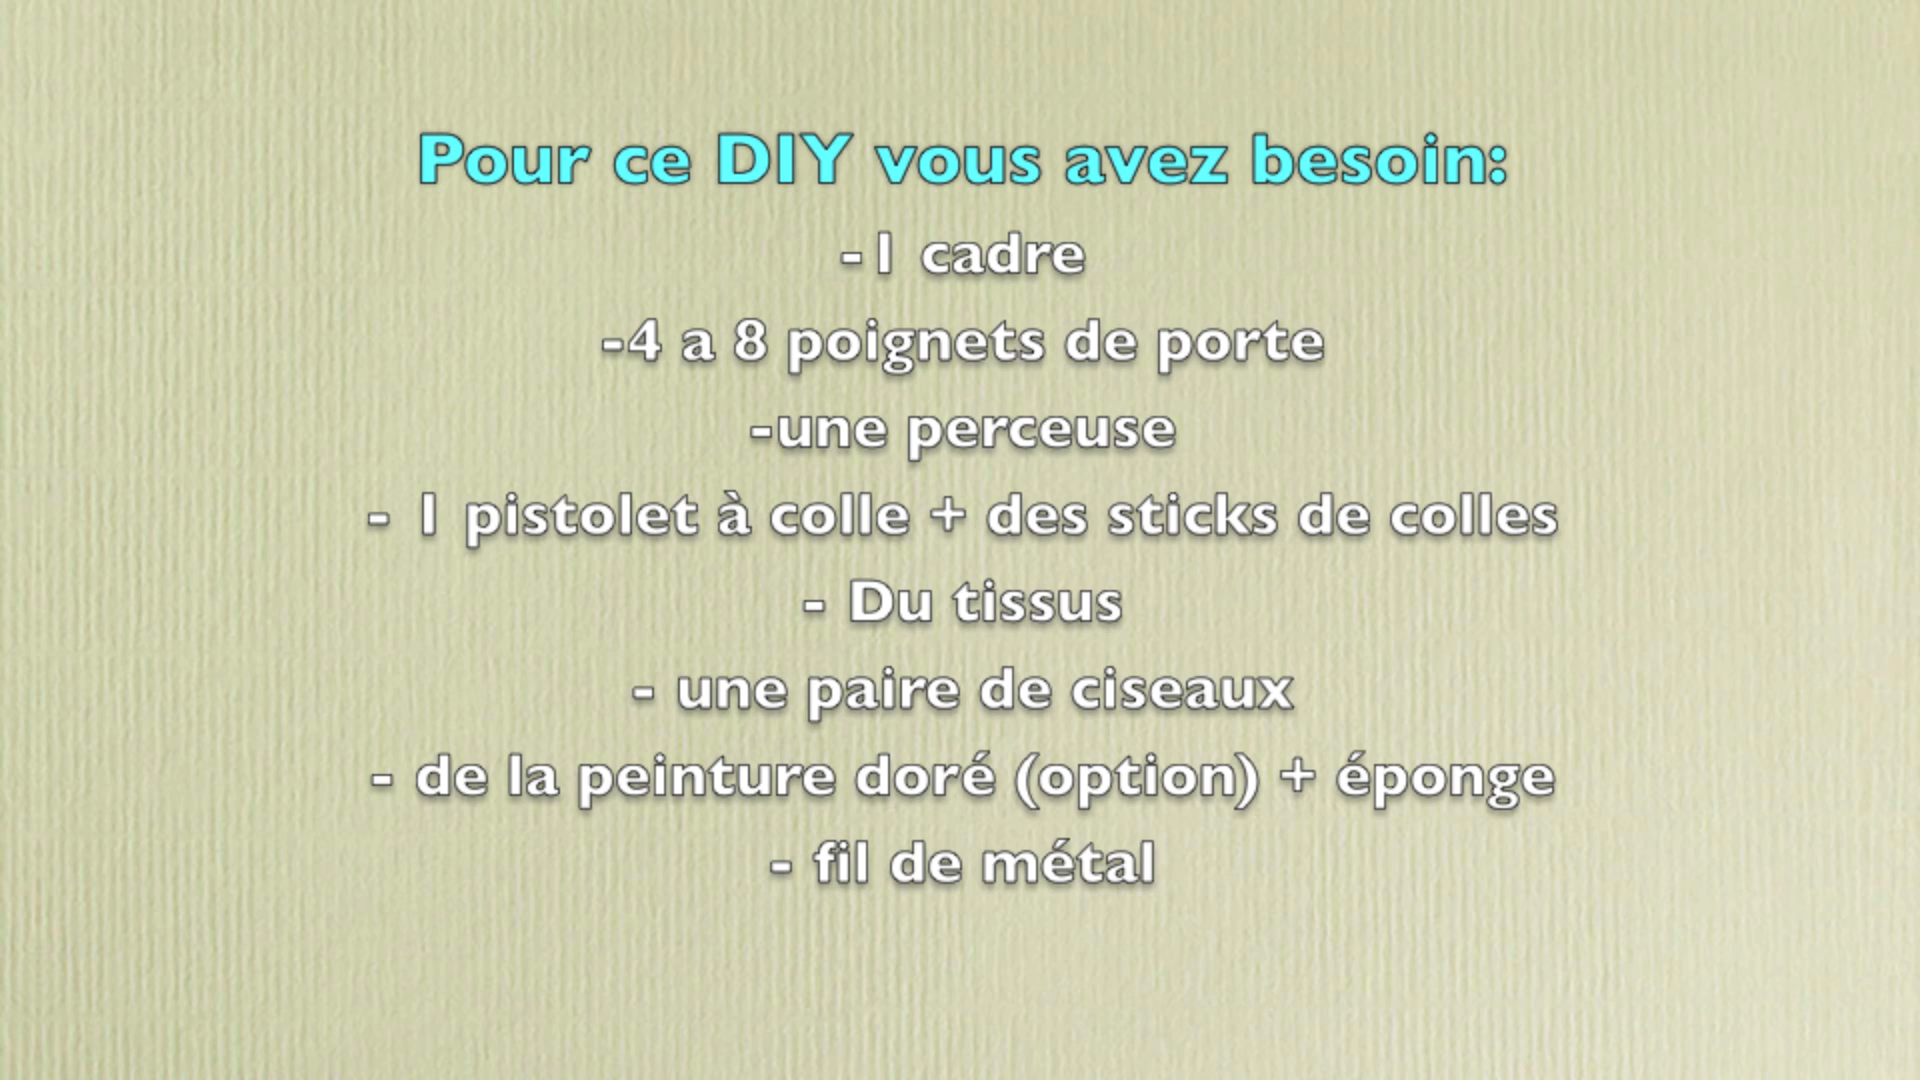 Pour ce DIY vous avez besoin:
-1 cadre
-4 a 8 poignets de porte
-une perceuse
- 1 pistolet à colle + des sticks de colles
- Du tissus
- une paire de ciseaux
- de la peinture doré (option) + éponge
- fil de métal